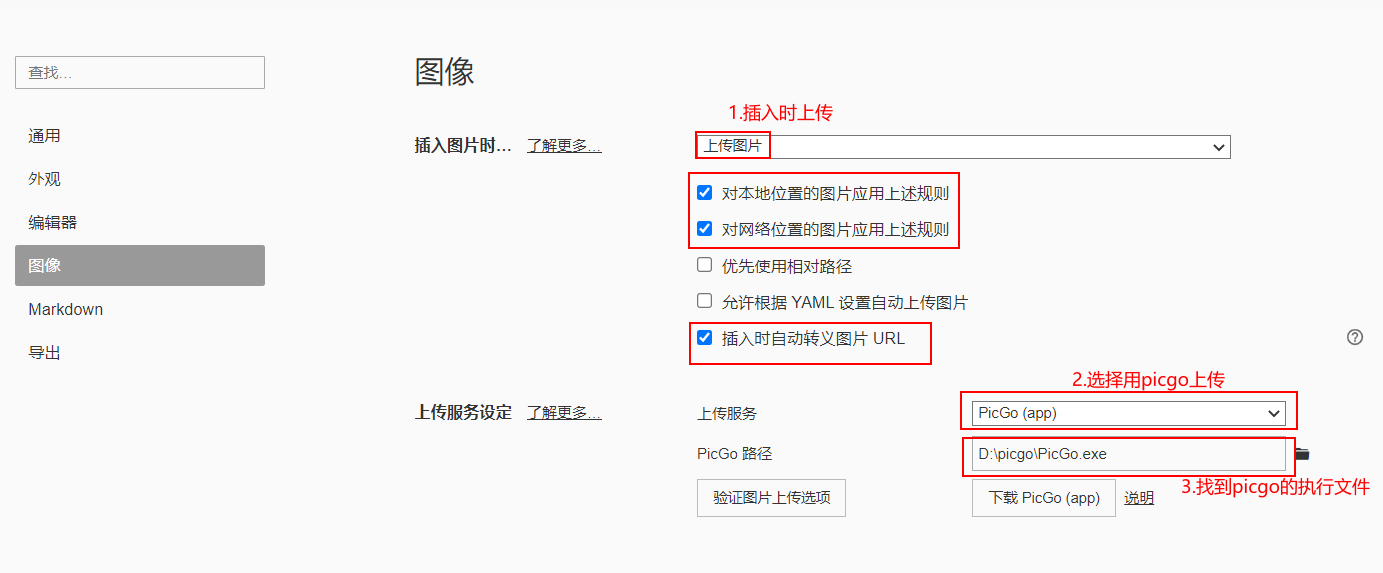 查找...
通用
外观
编辑器
图像
Markdown
导出
图像
1.插入时上传
插入图片时... 了解更多... 上传图片
对本地位置的图片应用上述规则
对网络位置的图片应用上述规则
优先使用相对路径
允许根据 YAML 设置自动上传图片
插入时自动转义图片 URL
2.选择用picgo上传
上传服务设定 了解更多... 上传服务 PicGo (app)
PicGo 路径 D:\picgo\PicGo.exe
3.找到picgo的执行文件
验证图片上传选项 下载 PicGo (app) 说明